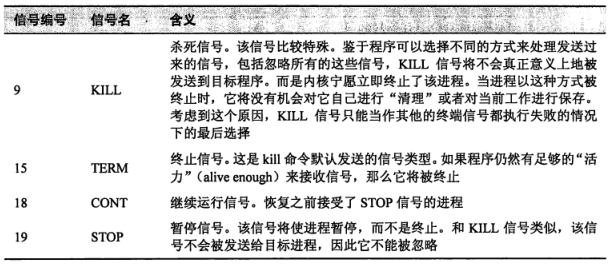 信号编号 信号名 含义
杀死信号。该信号比较特殊。鉴于程序可以选择不同的方式来处理发送过
来的信号，包括忽略所有的这些信号，KILL 信号将不会真正意义上地被
发送到目标程序。而是内核宁愿立即终止了该进程。当进程以这种方式被
9 KILL 终止时，它将没有机会对它自己进行“清理”或者对当前工作进行保存。
考虑到这个原因，KILL 信号只能当作其他的终端信号都执行失败的情况
下的最后选择
15 TERM 终止信号。这是 kill 命令默认发送的信号类型。如果程序仍然有足够的“活
力”（alive enough）来接收信号，那么它将被终止
18 CONT 继续运行信号。恢复之前接受了 STOP 信号的进程
19 STOP 暂停信号。该信号将使进程暂停，而不是终止。和 KILL 信号类似，该信
号不会被发送给目标进程，因此它不能被忽略